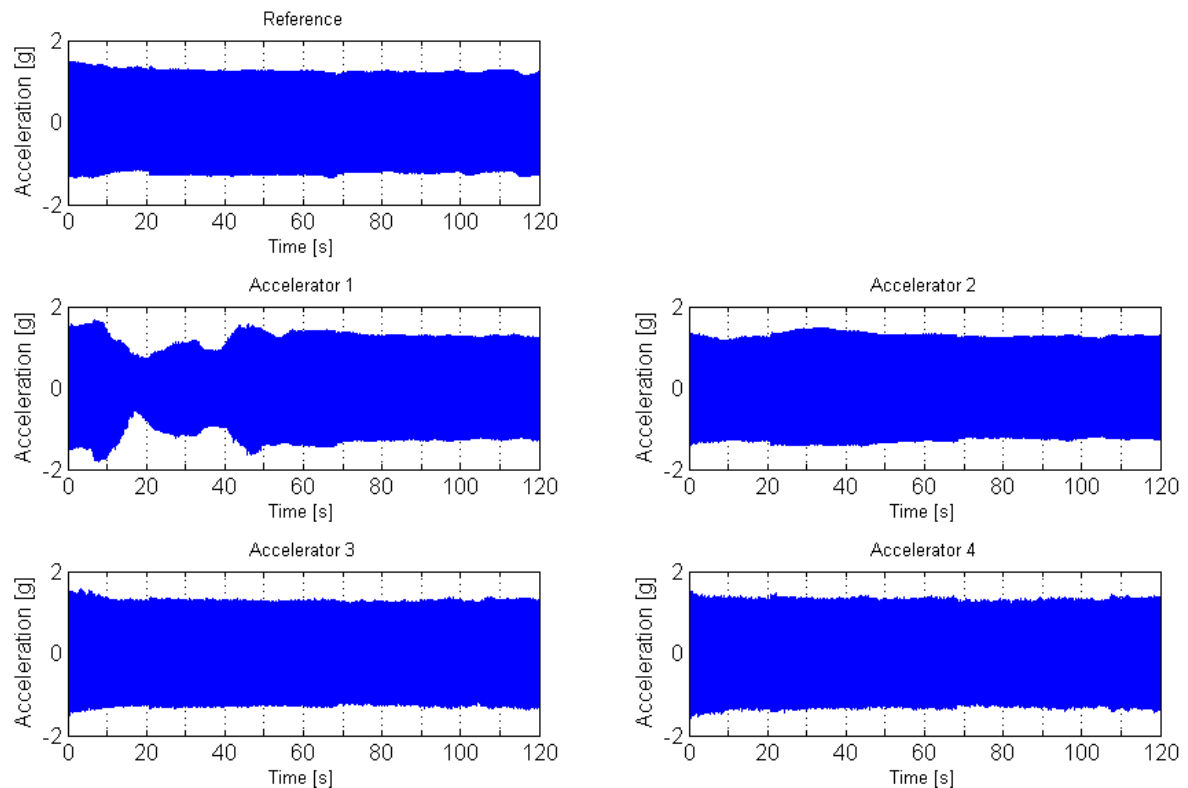 Reference
Acceleration [g]
2
0
-2
0 20 40 60 80 100 120
Time [s]
Accelerator 1
Acceleration [g]
2
0
-2
0 20 40 60 80 100 120
Time [s]
Accelerator 2
Acceleration [g]
2
0
-2
0 20 40 60 80 100 120
Time [s]
Accelerator 3
Acceleration [g]
2
0
-2
0 20 40 60 80 100 120
Time [s]
Accelerator 4
Acceleration [g]
2
0
-2
0 20 40 60 80 100 120
Time [s]